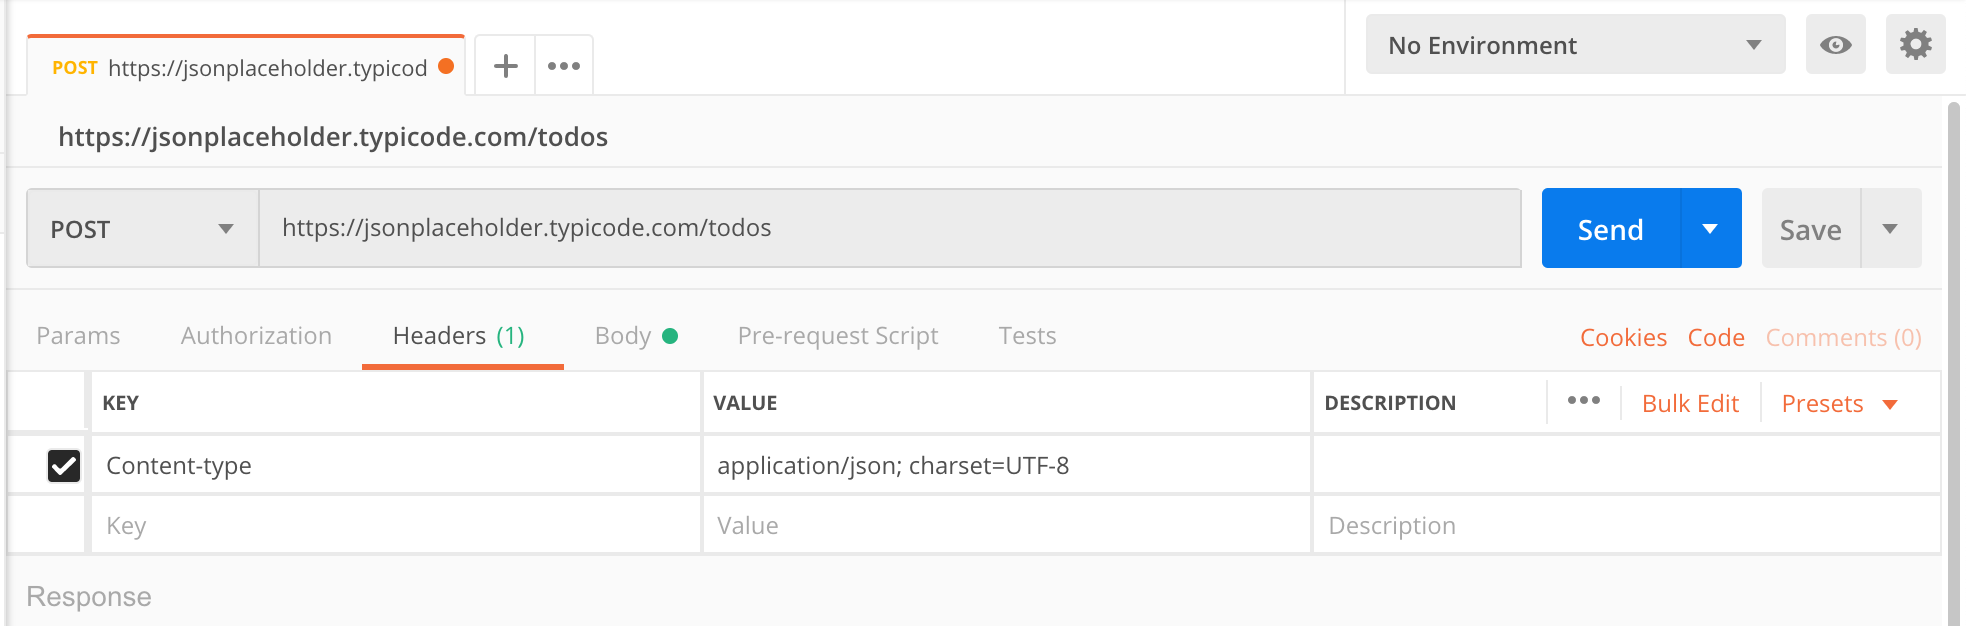 POST https://jsonplaceholder.typicod
No Environment
https://jsonplaceholder.typicode.com/todos
POST https://jsonplaceholder.typicode.com/todos Send Save
Params Authorization Headers (1) Body Pre-request Script Tests Cookies Code Comments (0)
KEY VALUE DESCRIPTION Bulk Edit Presets
Content-type application/json; charset=UTF-8
Key Value Description
Response